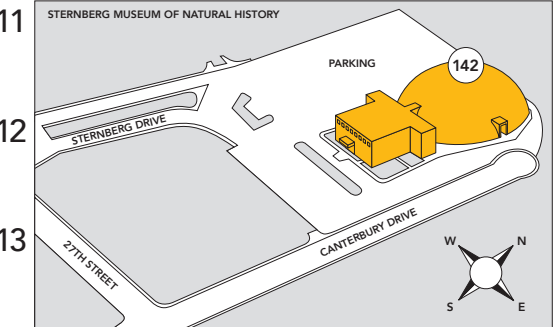 11
STERNBERG MUSEUM OF NATURAL HISTORY
PARKING
142
12
STERNBERG DRIVE
13
27TH STREET
CANTERBURY DRIVE
W
N
S
E